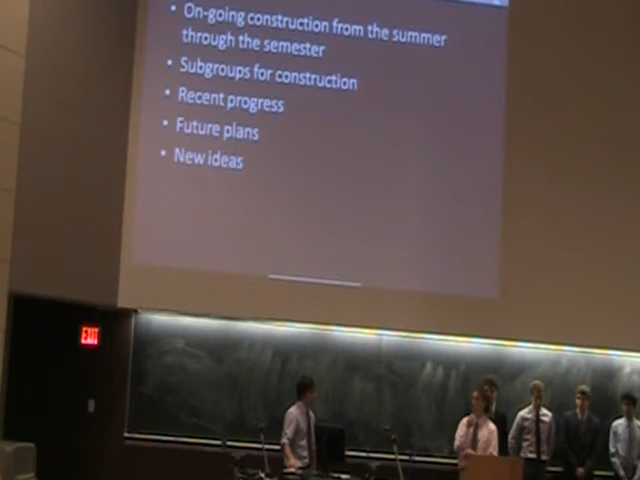 • On-going construction from the summer
through the semester
• Subgroups for construction
• Recent progress
• Future plans
• New ideas
EXIT